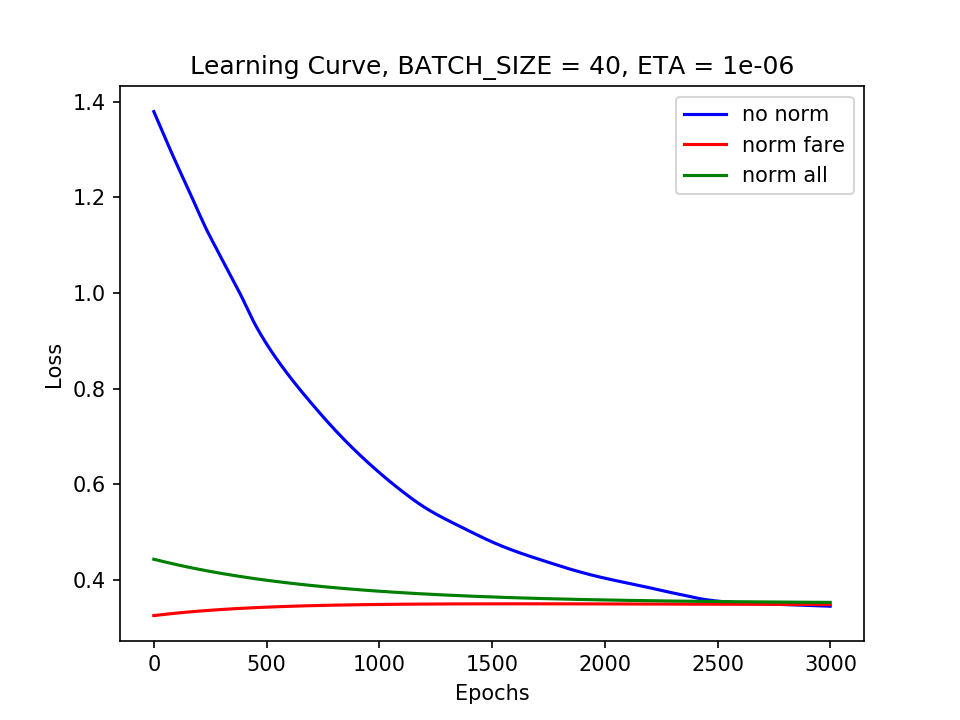 Learning Curve, BATCH_SIZE = 40, ETA = 1e-06
no norm
norm fare
norm all
1.4
1.2
1.0
0.8
0.6
0.4
Loss
0 500 1000 1500 2000 2500 3000
Epochs